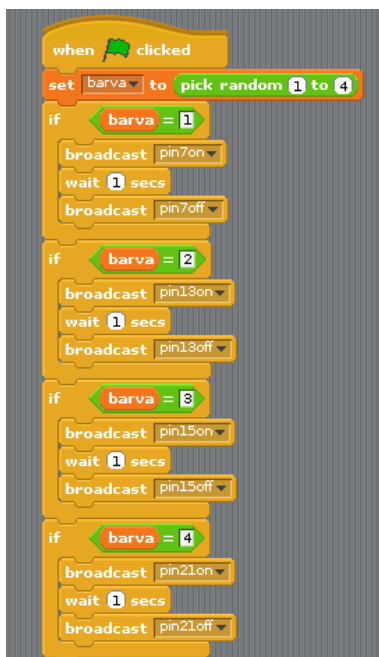 when clicked
set barva to pick random 1 to 4
if barva = 1
broadcast pin7on
wait 1 secs
broadcast pin7off
if barva = 2
broadcast pin13on
wait 1 secs
broadcast pin13off
if barva = 3
broadcast pin15on
wait 1 secs
broadcast pin15off
if barva = 4
broadcast pin21on
wait 1 secs
broadcast pin21off